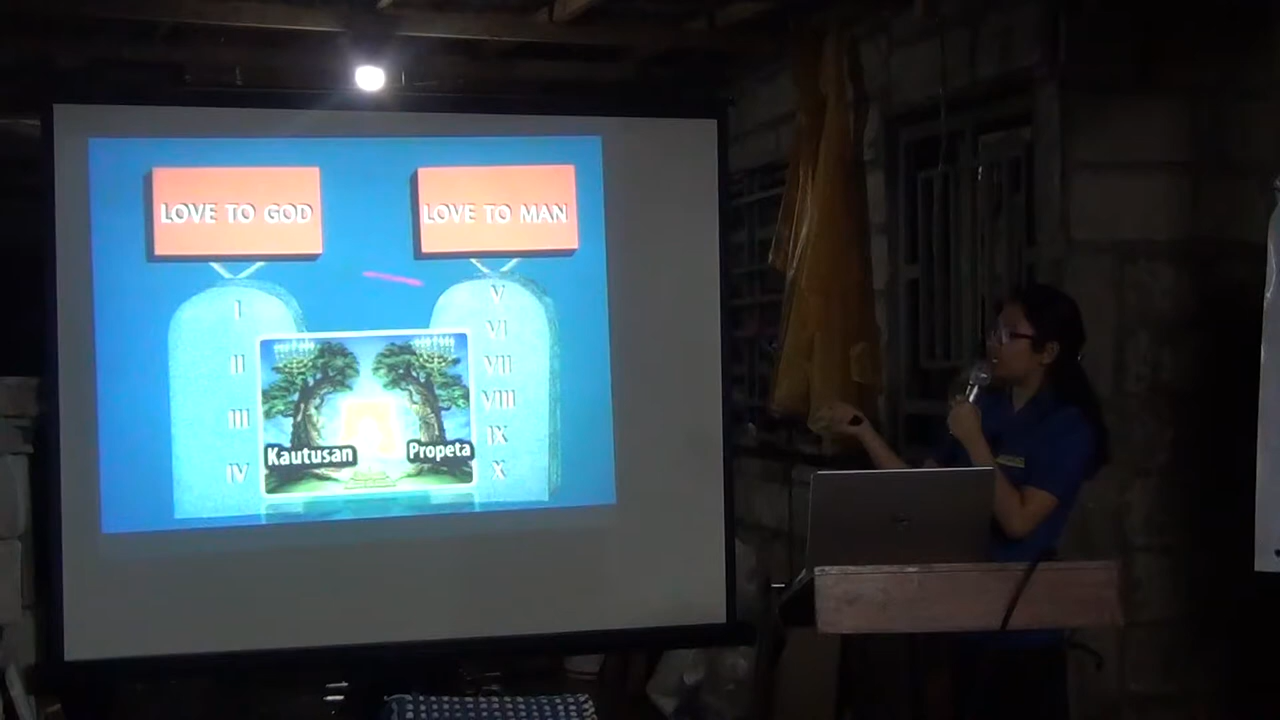 LOVE TO GOD
LOVE TO MAN
I
II
III
IV
V
VI
VII
VIII
IX
X
Kautusan
Propeta